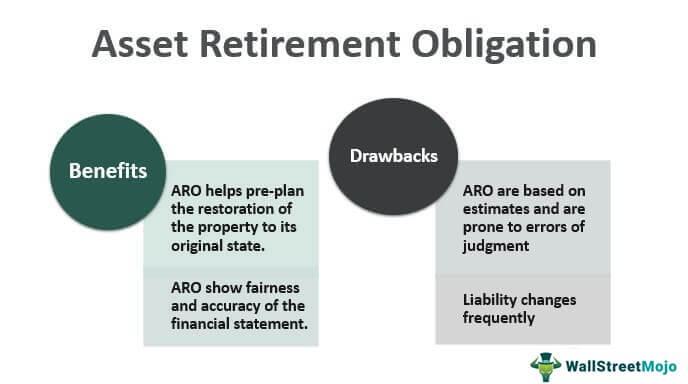 Asset Retirement Obligation
Benefits
ARO helps pre-plan
the restoration of
the property to its
original state.
ARO show fairness
and accuracy of the
financial statement.
Drawbacks
ARO are based on
estimates and are
prone to errors of
judgment
Liability changes
frequently
WallStreetMojo